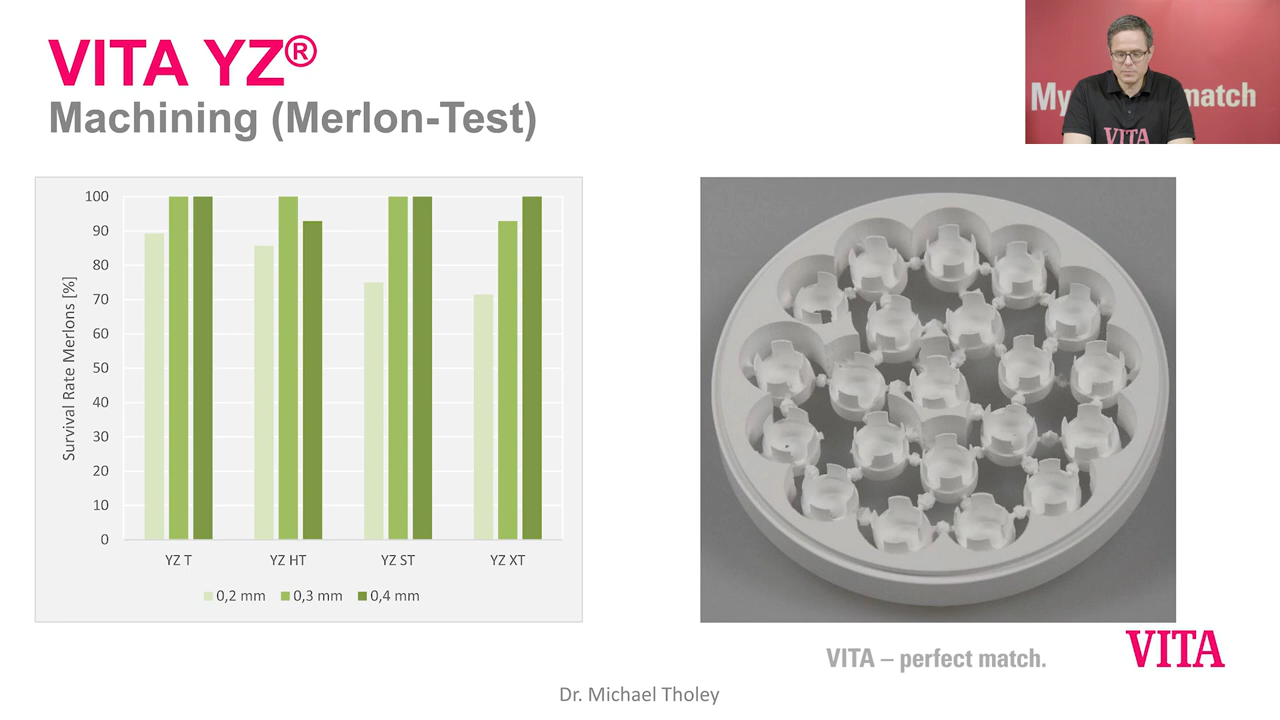 VITA YZ®
Machining (Merlon-Test)
My match
VITA
Survival Rate Merlons [%]
100
90
80
70
60
50
40
30
20
10
0
YZ T YZ HT YZ ST YZ XT
0,2 mm 0,3 mm 0,4 mm
VITA – perfect match.
VITA
Dr. Michael Tholey